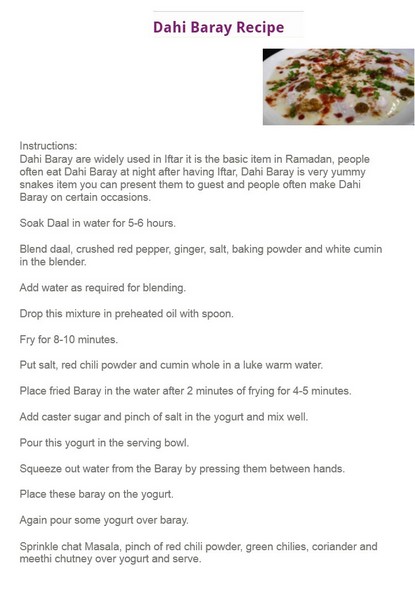 Dahi Baray Recipe
Instructions:
Dahi Baray are widely used in Iftar it is the basic item in Ramadan, people
often eat Dahi Baray at night after having Iftar, Dahi Baray is very yummy
snakes item you can present them to guest and people often make Dahi
Baray on certain occasions.
Soak Daal in water for 5-6 hours.
Blend daal, crushed red pepper, ginger, salt, baking powder and white cumin
in the blender.
Add water as required for blending.
Drop this mixture in preheated oil with spoon.
Fry for 8-10 minutes.
Put salt, red chili powder and cumin whole in a luke warm water.
Place fried Baray in the water after 2 minutes of frying for 4-5 minutes.
Add caster sugar and pinch of salt in the yogurt and mix well.
Pour this yogurt in the serving bowl.
Squeeze out water from the Baray by pressing them between hands.
Place these baray on the yogurt.
Again pour some yogurt over baray.
Sprinkle chat Masala, pinch of red chili powder, green chilies, coriander and
meethi chutney over yogurt and serve.